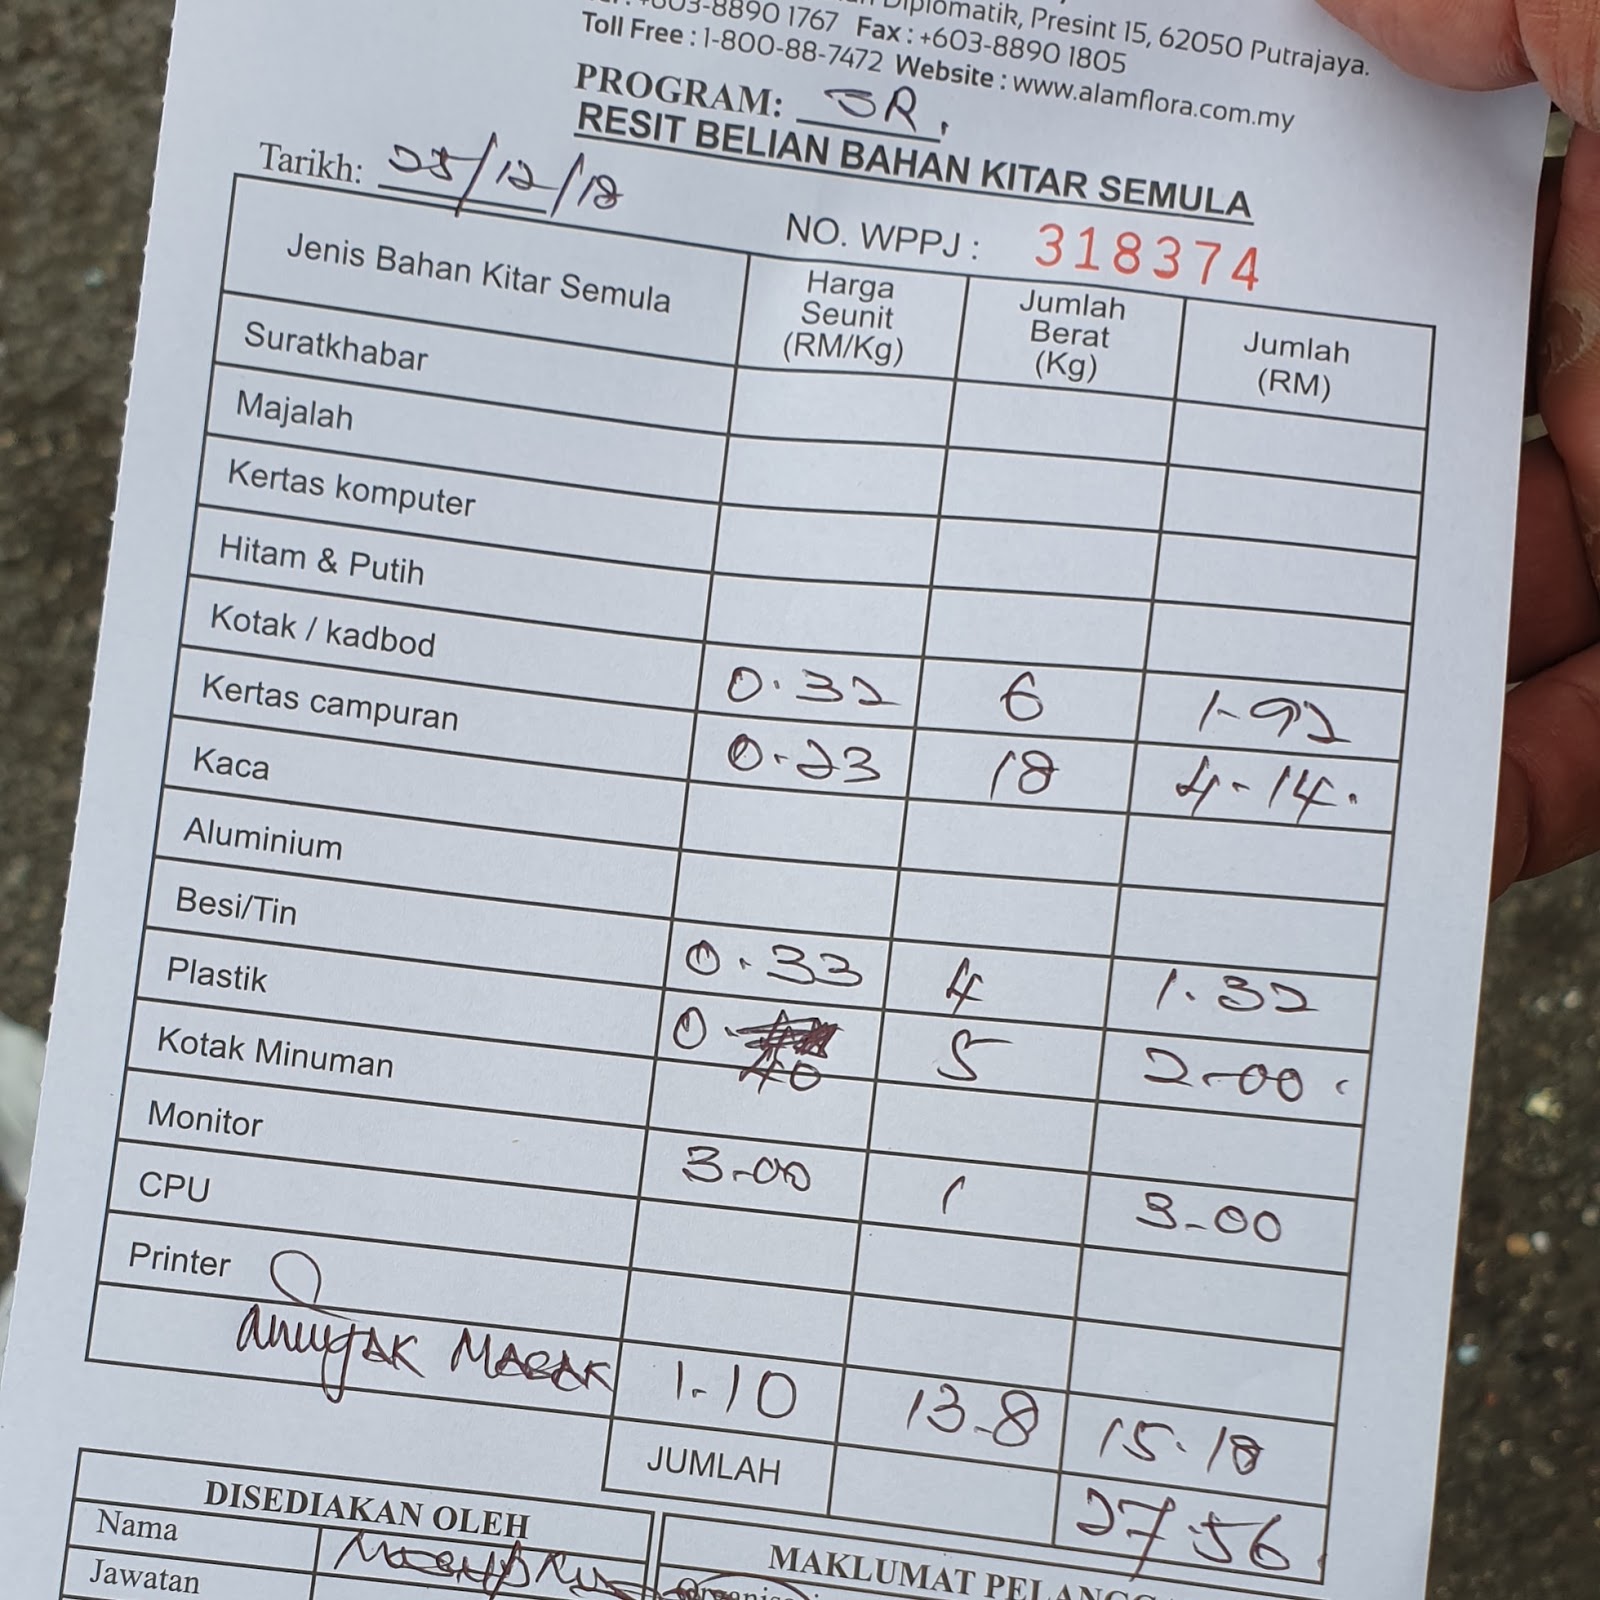 Diplomatik, Presint 15, 62050 Putrajaya.
+603-8890 1767 Fax : +603-8890 1805
Toll Free : 1-800-88-7472 Website : www.alamflora.com.my
PROGRAM: SR.
RESIT BELIAN BAHAN KITAR SEMULA
Tarikh: 25/12/18
NO. WPPJ : 318374
Jenis Bahan Kitar Semula Harga Seunit (RM/Kg) Jumlah Berat (Kg) Jumlah (RM)
Suratkhabar
Majalah
Kertas komputer
Hitam & Putih
Kotak / kadbod 0.32 6 1-92
Kertas campuran 0-23 18 4-14.
Kaca
Aluminium
Besi/Tin 0.33 4 1.32
Plastik 0.40 5 2-00
Kotak Minuman
Monitor 3-00 1 3-00
CPU
Printer
minyak MASAK 1-10 13-8 15.18
JUMLAH 27.56
DISEDIAKAN OLEH
Nama
Jawatan
MAKLUMAT